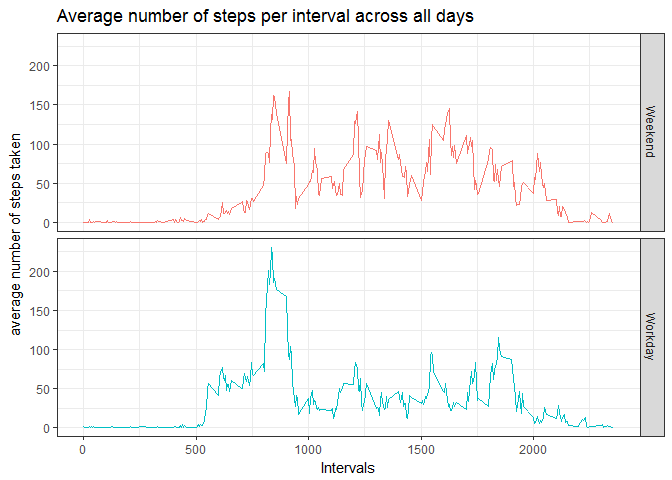 Average number of steps per interval across all days
average number of steps taken
200
150
100
50
0
Weekend
200
150
100
50
0
Workday
0 500 1000 1500 2000
Intervals